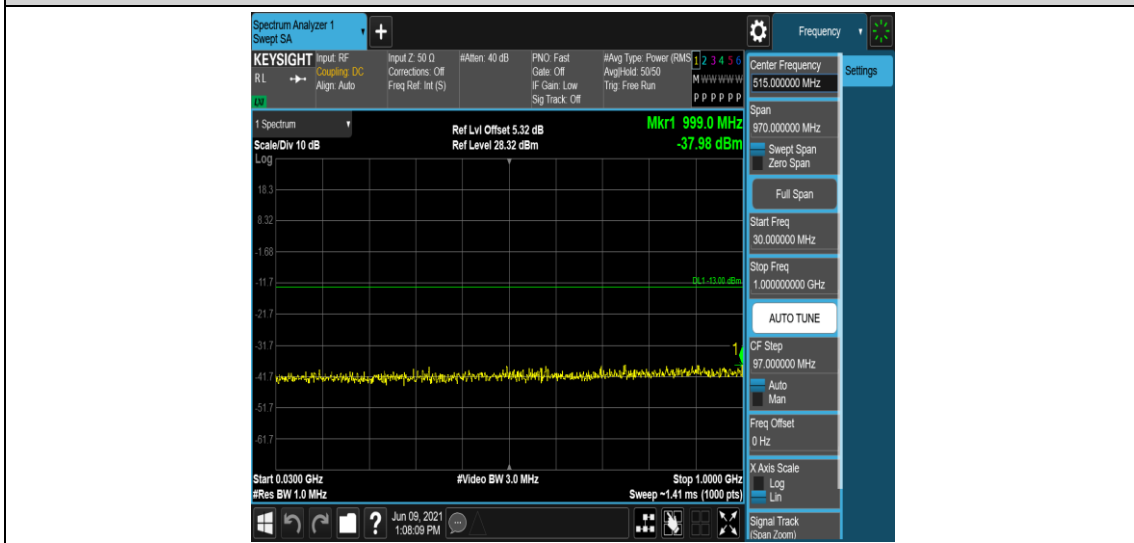 Spectrum Analyzer 1
Swept SA
+
Frequency
KEYSIGHT
RL
LXI
Input: RF
Coupling: DC
Align: Auto
Input Z: 50 Ω
Corrections: Off
Freq Ref: Int (S)
#Atten: 40 dB
PNO: Fast
Gate: Off
IF Gain: Low
Sig Track: Off
#Avg Type: Power (RMS
Avg|Hold: 50/50
Trig: Free Run
1 2 3 4 5 6
M W W W W W
P P P P P P
Center Frequency
515.000000 MHz
Settings
1 Spectrum
Ref Lvl Offset 5.32 dB
Mkr1 999.0 MHz
Scale/Div 10 dB
Ref Level 28.32 dBm
-37.98 dBm
Log
18.3
8.32
-1.68
-11.7
DL1 -13.00 dBm
-21.7
-31.7
1
-41.7
-51.7
-61.7
Start 0.0300 GHz
#Video BW 3.0 MHz
Stop 1.0000 GHz
#Res BW 1.0 MHz
Sweep ~1.41 ms (1000 pts)
Span
970.000000 MHz
Swept Span
Zero Span
Full Span
Start Freq
30.000000 MHz
Stop Freq
1.000000000 GHz
AUTO TUNE
CF Step
97.000000 MHz
Auto
Man
Freq Offset
0 Hz
X Axis Scale
Log
Lin
Signal Track
(Span Zoom)
?
Jun 09, 2021
1:08:09 PM